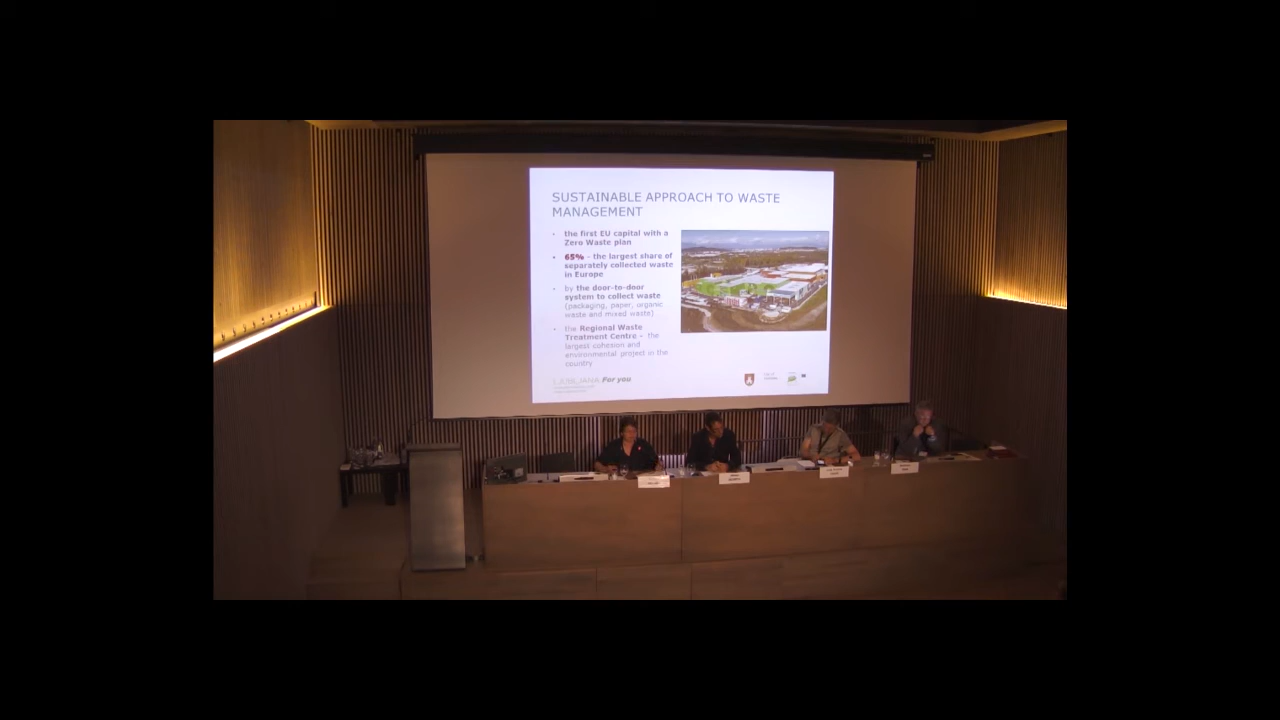 SUSTAINABLE APPROACH TO WASTE
MANAGEMENT
• the first EU capital with a
Zero Waste plan
• 65% - the largest share of
separately collected waste
in Europe
• by the door-to-door
system to collect waste
(packaging, paper, organic
waste and mixed waste)
• the Regional Waste
Treatment Centre – the
largest cohesion and
environmental project in the
country
LJUBLJANA For you